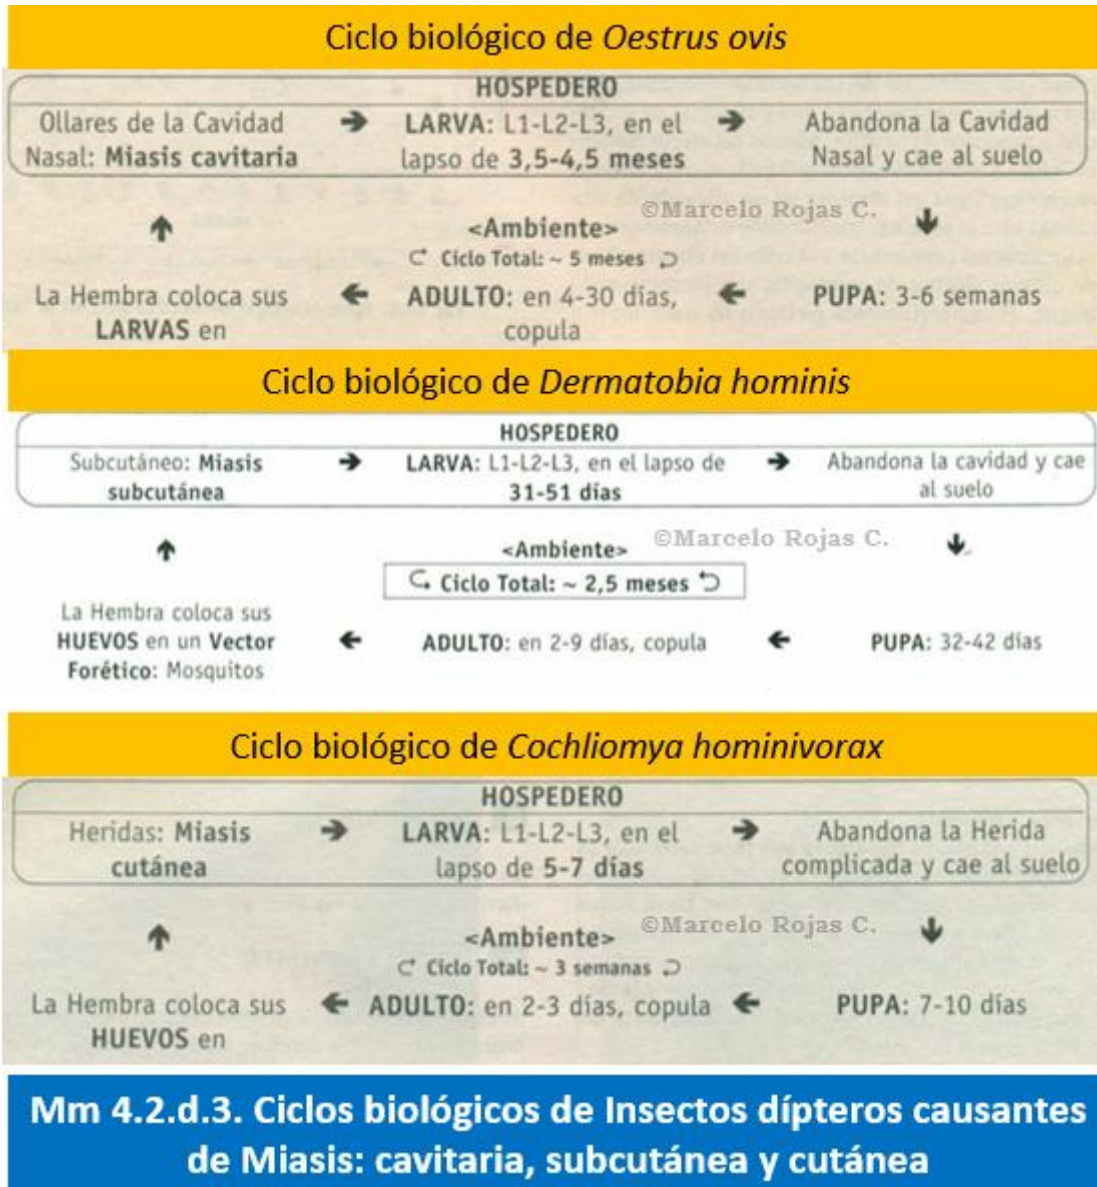 Ciclo biológico de Oestrus ovis
HOSPEDERO
Ollares de la Cavidad ➔ LARVA: L1-L2-L3, en el ➔ Abandona la Cavidad
Nasal: Miasis cavitaria lapso de 3,5-4,5 meses Nasal y cae al suelo
©Marcelo Rojas C.
<Ambiente>
Ciclo Total: ~ 5 meses
La Hembra coloca sus ADULTO: en 4-30 días, PUPA: 3-6 semanas
LARVAS en copula
Ciclo biológico de Dermatobia hominis
HOSPEDERO
Subcutáneo: Miasis ➔ LARVA: L1-L2-L3, en el lapso de ➔ Abandona la cavidad y cae
subcutánea 31-51 días al suelo
©Marcelo Rojas C.
<Ambiente>
Ciclo Total: ~ 2,5 meses
La Hembra coloca sus
HUEVOS en un Vector ADULTO: en 2-9 días, copula PUPA: 32-42 días
Forético: Mosquitos
Ciclo biológico de Cochliomya hominivorax
HOSPEDERO
Heridas: Miasis ➔ LARVA: L1-L2-L3, en el ➔ Abandona la Herida
cutánea lapso de 5-7 días complicada y cae al suelo
©Marcelo Rojas C.
<Ambiente>
Ciclo Total: ~ 3 semanas
La Hembra coloca sus ADULTO: en 2-3 días, copula PUPA: 7-10 días
HUEVOS en
Mm 4.2.d.3. Ciclos biológicos de Insectos dípteros causantes
de Miasis: cavitaria, subcutánea y cutánea